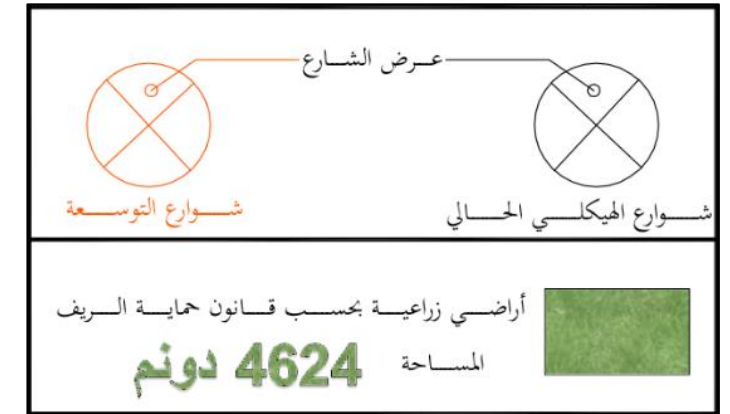 عرض الشارع
شوارع الهيكلي الحالي
شوارع التوسعة
أراضي زراعية بحسب قانون حماية الريف
المساحة 4624 دونم